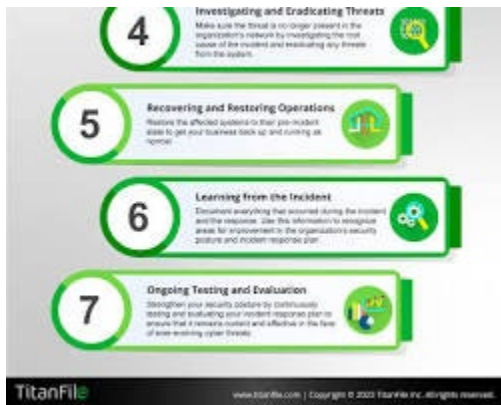 4
Investigating and Eradicating Threats
Make sure the threat is no longer present in the
organization's network by investigating the root
cause of the incident and eradicating any threats
from the system.
5
Recovering and Restoring Operations
Restore the affected systems to their pre-incident
state to get your business back up and running as
normal
6
Learning from the Incident
Document everything that occurred during the incident
and the response. Use this information to recognize
areas for improvement in the organization's security
posture and incident response plan
7
Ongoing Testing and Evaluation
Strengthen your security posture by continuously
testing and evaluating your incident response plan to
ensure that it remains current and effective in the face
of ever-evolving cyber threats
TitanFile
www.titanfile.com | Copyright © 2023 TitanFile Inc. All rights reserved.